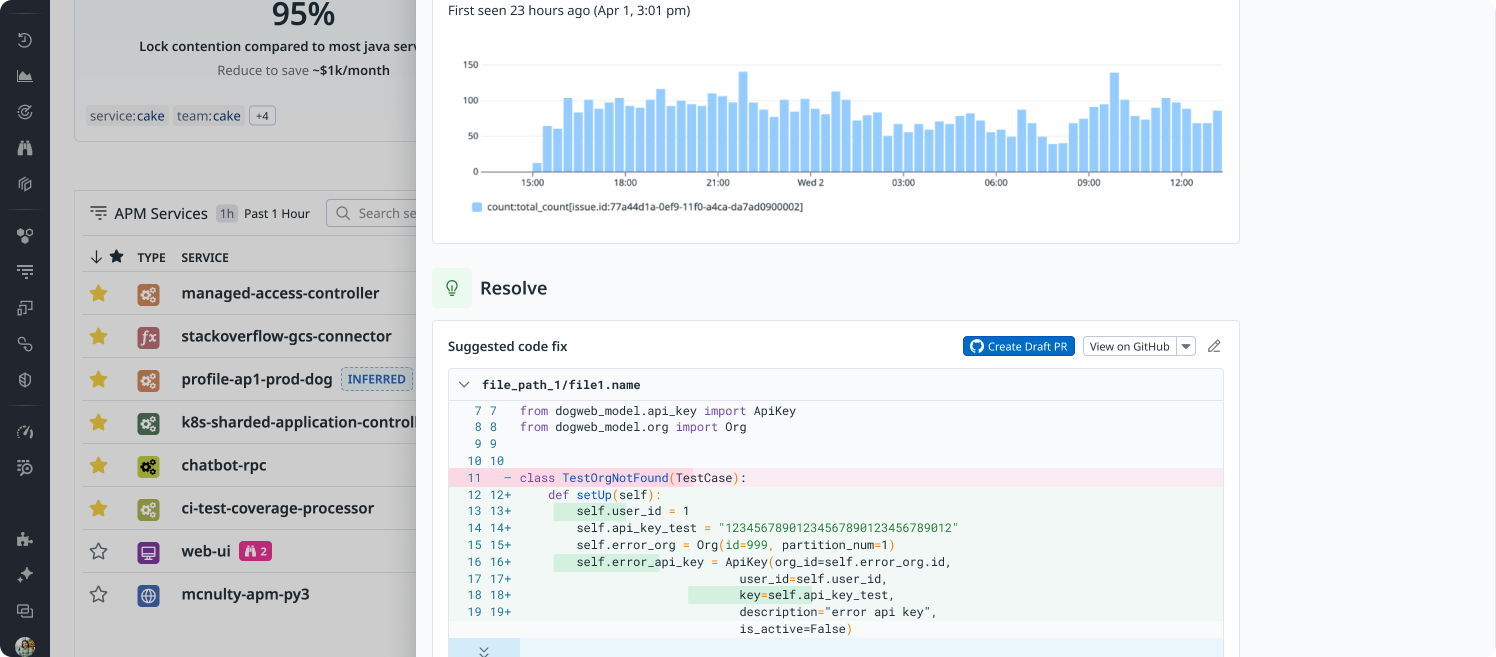 95%
Lock contention compared to most java serv
Reduce to save ~$1k/month
service:cake team:cake +4
APM Services 1h Past 1 Hour Search se
TYPE SERVICE
managed-access-controller
stackoverflow-gcs-connector
profile-ap1-prod-dog INFERRED
k8s-sharded-application-controll
chatbot-rpc
ci-test-coverage-processor
web-ui 2
mcnulty-apm-py3
First seen 23 hours ago (Apr 1, 3:01 pm)
150
100
50
0
15:00 18:00 21:00 Wed 2 03:00 06:00 09:00 12:00
count:total_count[issue.id:77a44d1a-0ef9-11f0-a4ca-da7ad0900002]
Resolve
Suggested code fix Create Draft PR View on GitHub
file_path_1/file1.name
7 7 from dogweb_model.api_key import ApiKey
8 8 from dogweb_model.org import Org
9 9
10 10
11 - class TestOrgNotFound(TestCase):
12 12+ def setUp(self):
13 13+ self.user_id = 1
14 14+ self.api_key_test = "12345678901234567890123456789012"
15 15+ self.error_org = Org(id=999, partition_num=1)
16 16+ self.error_api_key = ApiKey(org_id=self.error_org.id,
17 17+ user_id=self.user_id,
18 18+ key=self.api_key_test,
19 19+ description="error api key",
is_active=False)